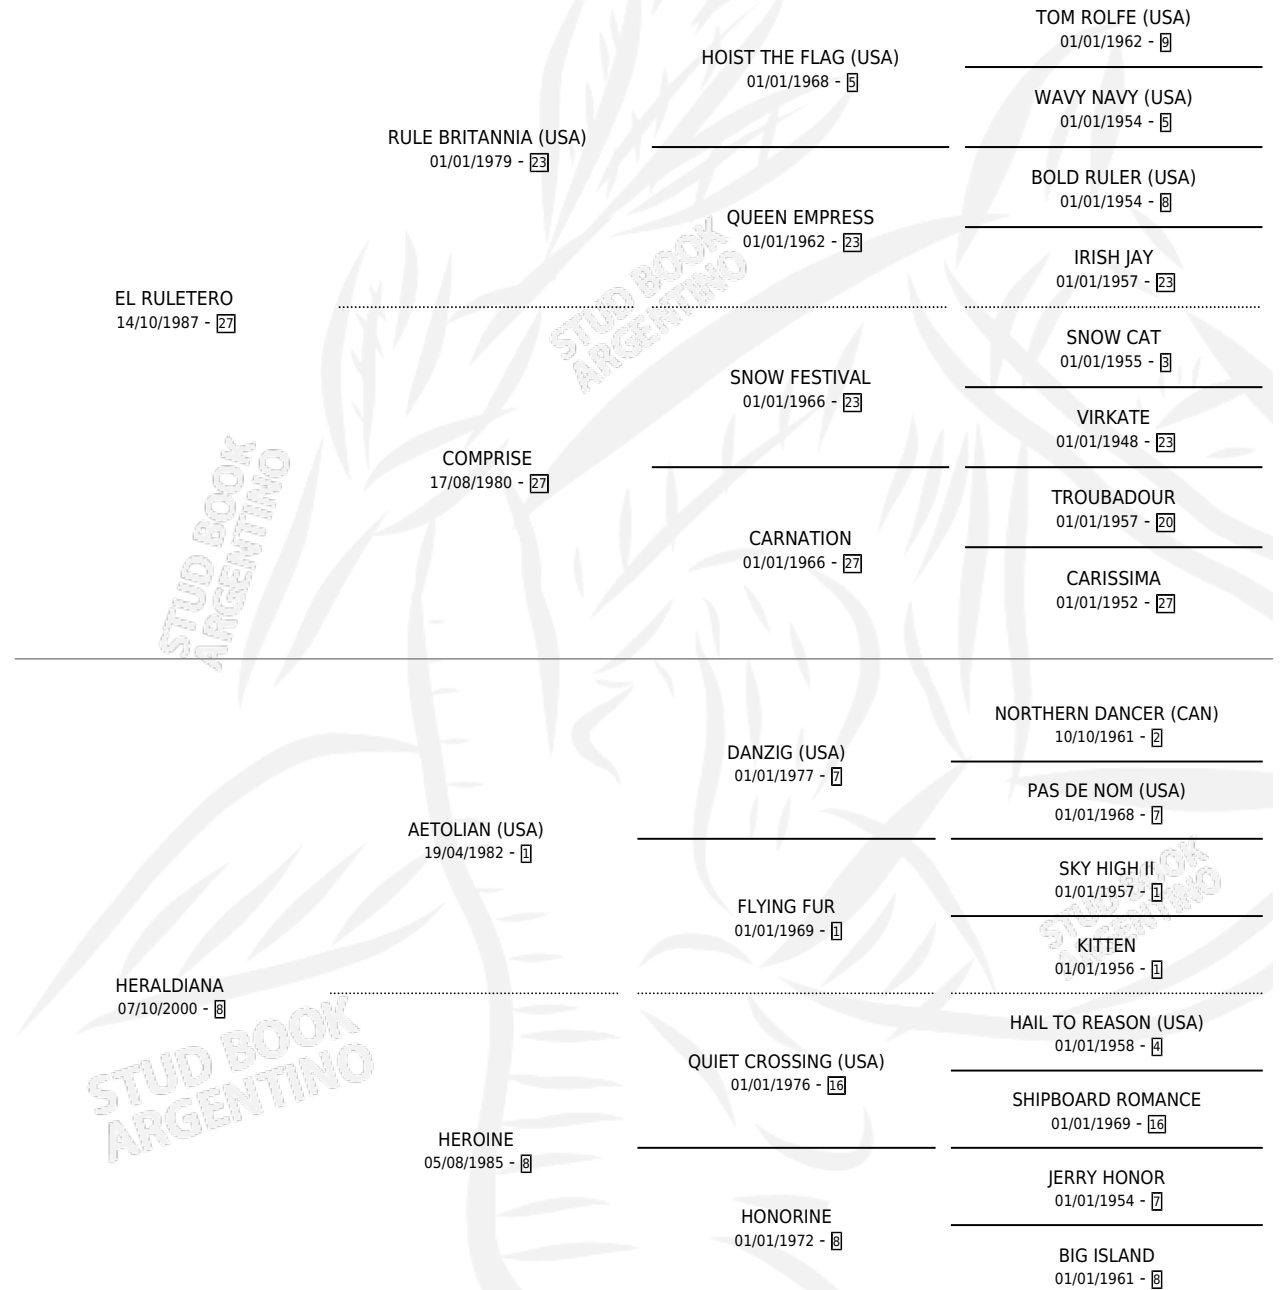 TOM ROLFE (USA)
01/01/1962 - 9
HOIST THE FLAG (USA)
01/01/1968 - 5
WAVY NAVY (USA)
01/01/1954 - 5
RULE BRITANNIA (USA)
01/01/1979 - 23
BOLD RULER (USA)
01/01/1954 - 8
QUEEN EMPRESS
01/01/1962 - 23
IRISH JAY
01/01/1957 - 23
EL RULETERO
14/10/1987 - 27
SNOW CAT
01/01/1955 - 3
SNOW FESTIVAL
01/01/1966 - 23
VIRKATE
01/01/1948 - 23
COMPRISE
17/08/1980 - 27
TROUBADOUR
01/01/1957 - 20
CARNATION
01/01/1966 - 27
CARISSIMA
01/01/1952 - 27
STUD BOOK
ARGENTINO
STUD BOOK
ARGENTINO
NORTHERN DANCER (CAN)
10/10/1961 - 2
DANZIG (USA)
01/01/1977 - 7
PAS DE NOM (USA)
01/01/1968 - 7
AETOLIAN (USA)
19/04/1982 - 1
SKY HIGH II
01/01/1957 - 1
FLYING FUR
01/01/1969 - 1
KITTEN
01/01/1956 - 1
STUD BOOK
ARGENTINO
HERALDIANA
07/10/2000 - 8
HAIL TO REASON (USA)
01/01/1958 - 4
QUIET CROSSING (USA)
01/01/1976 - 16
SHIPBOARD ROMANCE
01/01/1969 - 16
HEROINE
05/08/1985 - 8
JERRY HONOR
01/01/1954 - 7
HONORINE
01/01/1972 - 8
BIG ISLAND
01/01/1961 - 8
STUD BOOK
ARGENTINO